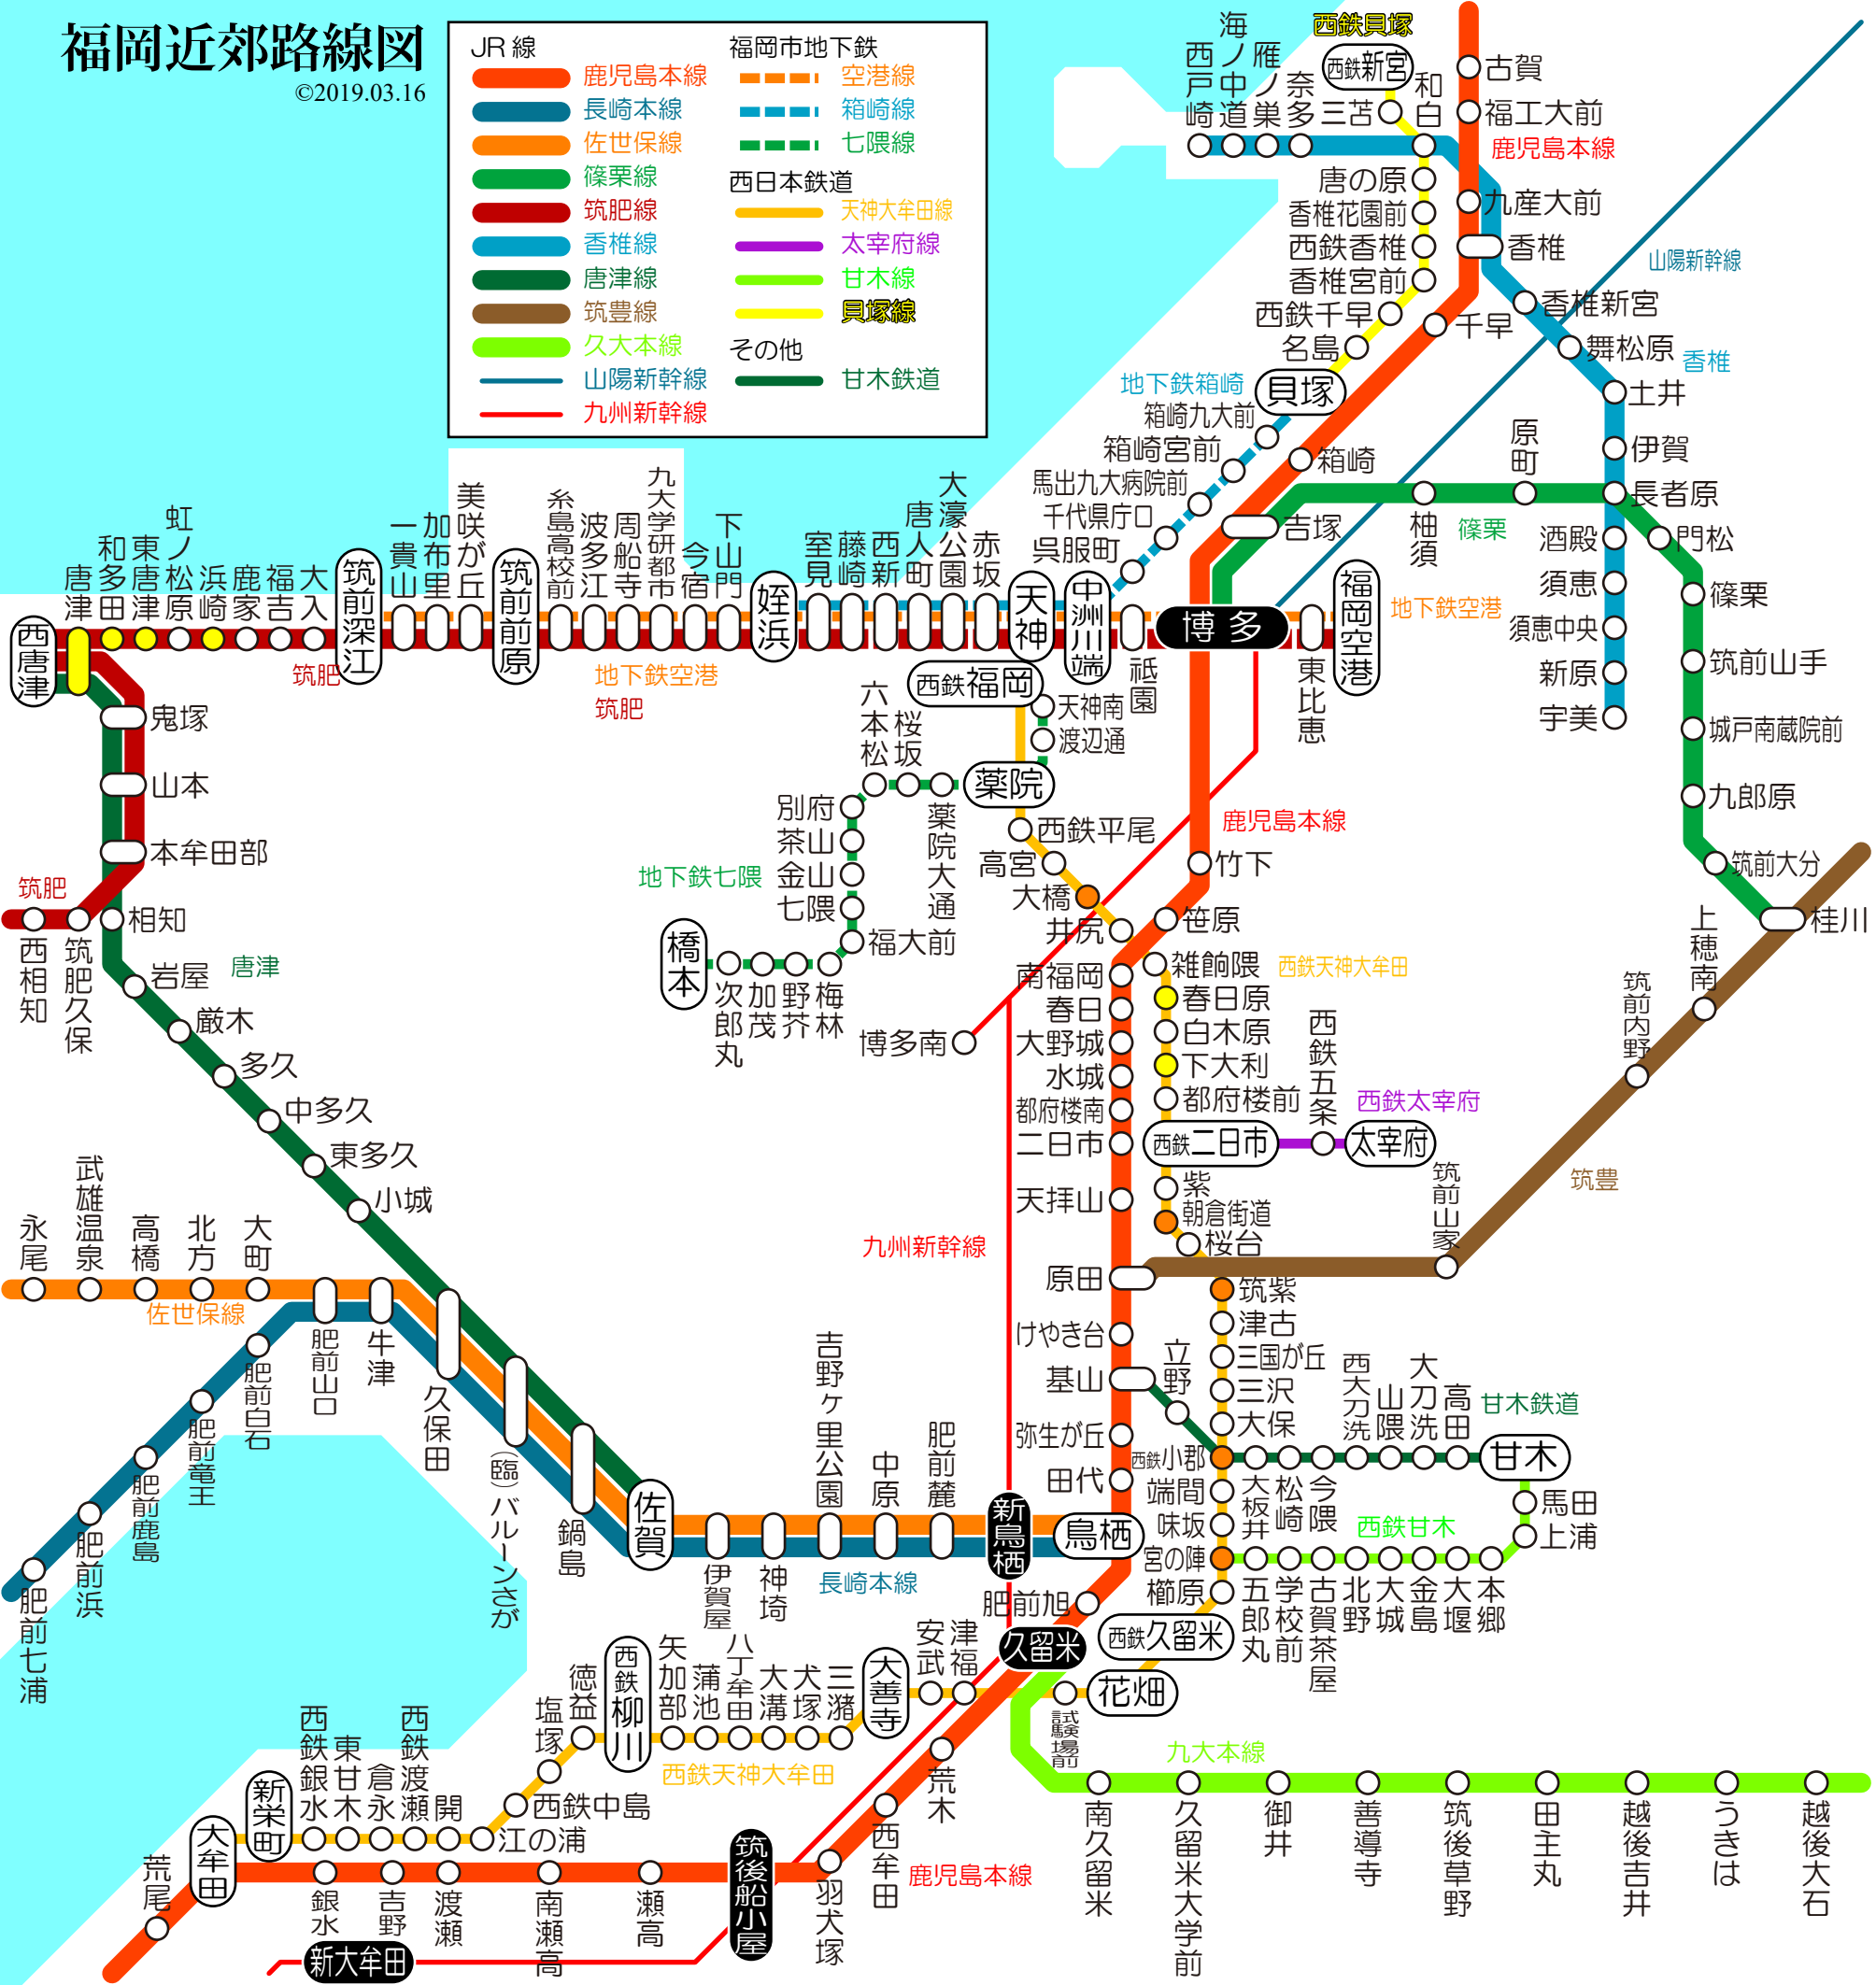 福岡近郊路線図
©2019.03.16
JR 線
鹿児島本線
長崎本線
佐世保線
篠栗線
筑肥線
香椎線
唐津線
筑豊線
久大本線
山陽新幹線
九州新幹線
福岡市地下鉄
空港線
箱崎線
七隈線
西日本鉄道
天神大牟田線
太宰府線
甘木線
貝塚線
その他
甘木鉄道
西鉄貝塚
西鉄新宮
西戸崎
海ノ中道
雁ノ巣
奈多
三苫
和白
古賀
福工大前
鹿児島本線
唐の原
香椎花園前
西鉄香椎
香椎宮前
西鉄千早
名島
貝塚
九産大前
香椎
千早
山陽新幹線
香椎新宮
舞松原
香椎
土井
伊賀
長者原
酒殿
須恵
須恵中央
新原
宇美
地下鉄箱崎
箱崎九大前
箱崎宮前
馬出九大病院前
千代県庁口
呉服町
箱崎
吉塚
原町
柚須
篠栗
門松
篠栗
筑前山手
城戸南蔵院前
九郎原
筑前大分
桂川
西唐津
唐津
和多田
東唐津
虹ノ松原
浜崎
鹿家
福吉
大入
筑前深江
一貴山
加布里
美咲が丘
筑前前原
糸島高校前
波多江
周船寺
九大学研都市
今宿
下山門
姪浜
室見
藤崎
西新
唐人町
大濠公園
赤坂
天神
中洲川端
祇園
博多
東比恵
福岡空港
地下鉄空港
筑肥
地下鉄空港
筑肥
西鉄福岡
天神南
渡辺通
薬院
薬院大通
桜坂
六本松
別府
茶山
金山
七隈
福大前
梅林
野芥
加茂
次郎丸
橋本
地下鉄七隈
西鉄平尾
高宮
大橋
井尻
鹿児島本線
竹下
笹原
南福岡
春日
大野城
水城
都府楼南
二日市
天拝山
原田
けやき台
基山
弥生が丘
田代
鳥栖
博多南
雑餉隈
西鉄天神大牟田
春日原
白木原
下大利
都府楼前
西鉄二日市
西鉄五条
太宰府
西鉄太宰府
紫
朝倉街道
桜台
筑紫
津古
三国が丘
三沢
大保
西鉄小郡
端間
味坂
宮の陣
櫛原
西鉄久留米
花畑
上穂南
筑前内野
筑前山家
筑豊
立野
大板井
松崎
今隈
西大刀洗
山隈
大刀洗
高田
甘木鉄道
甘木
馬田
上浦
西鉄甘木
五郎丸
学校前
古賀茶屋
北野
大城
金島
大堰
本郷
鬼塚
山本
本牟田部
筑肥
西相知
筑肥久保
相知
岩屋
唐津
厳木
多久
中多久
東多久
小城
永尾
武雄温泉
高橋
北方
大町
佐世保線
肥前山口
牛津
久保田
(臨)バルーンさが
鍋島
佐賀
肥前白石
肥前竜王
肥前鹿島
肥前浜
肥前七浦
伊賀屋
神埼
吉野ヶ里公園
中原
肥前麓
長崎本線
新鳥栖
九州新幹線
肥前旭
久留米
荒木
西牟田
羽犬塚
筑後船小屋
鹿児島本線
瀬高
南瀬高
渡瀬
吉野
銀水
大牟田
荒尾
新大牟田
試験場前
津福
安武
大善寺
三潴
犬塚
大溝
八丁牟田
蒲池
矢加部
西鉄柳川
徳益
塩塚
西鉄中島
江の浦
開
西鉄渡瀬
倉永
東甘木
西鉄銀水
新栄町
西鉄天神大牟田
九大本線
南久留米
久留米大学前
御井
善導寺
筑後草野
田主丸
越後吉井
うきは
越後大石